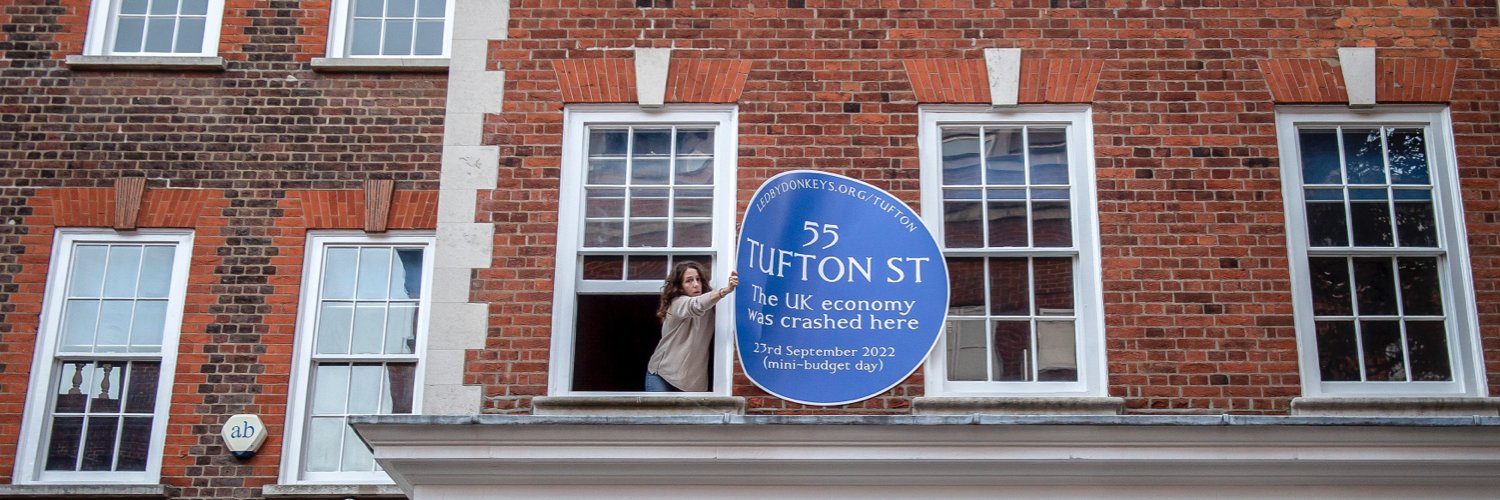 LEDBYDONKEYS.ORG/TUFTON
55
TUFTON ST
The UK economy
was crashed here
23rd September 2022
(mini-budget day)
ab